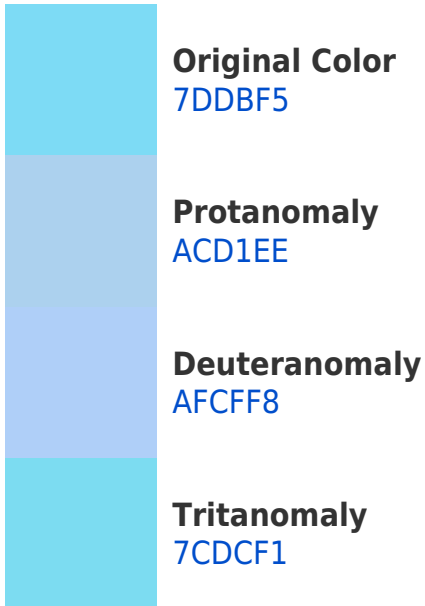 Original Color
7DDBF5
Protanomaly
ACD1EE
Deuteranomaly
AFCFF8
Tritanomaly
7CDCF1